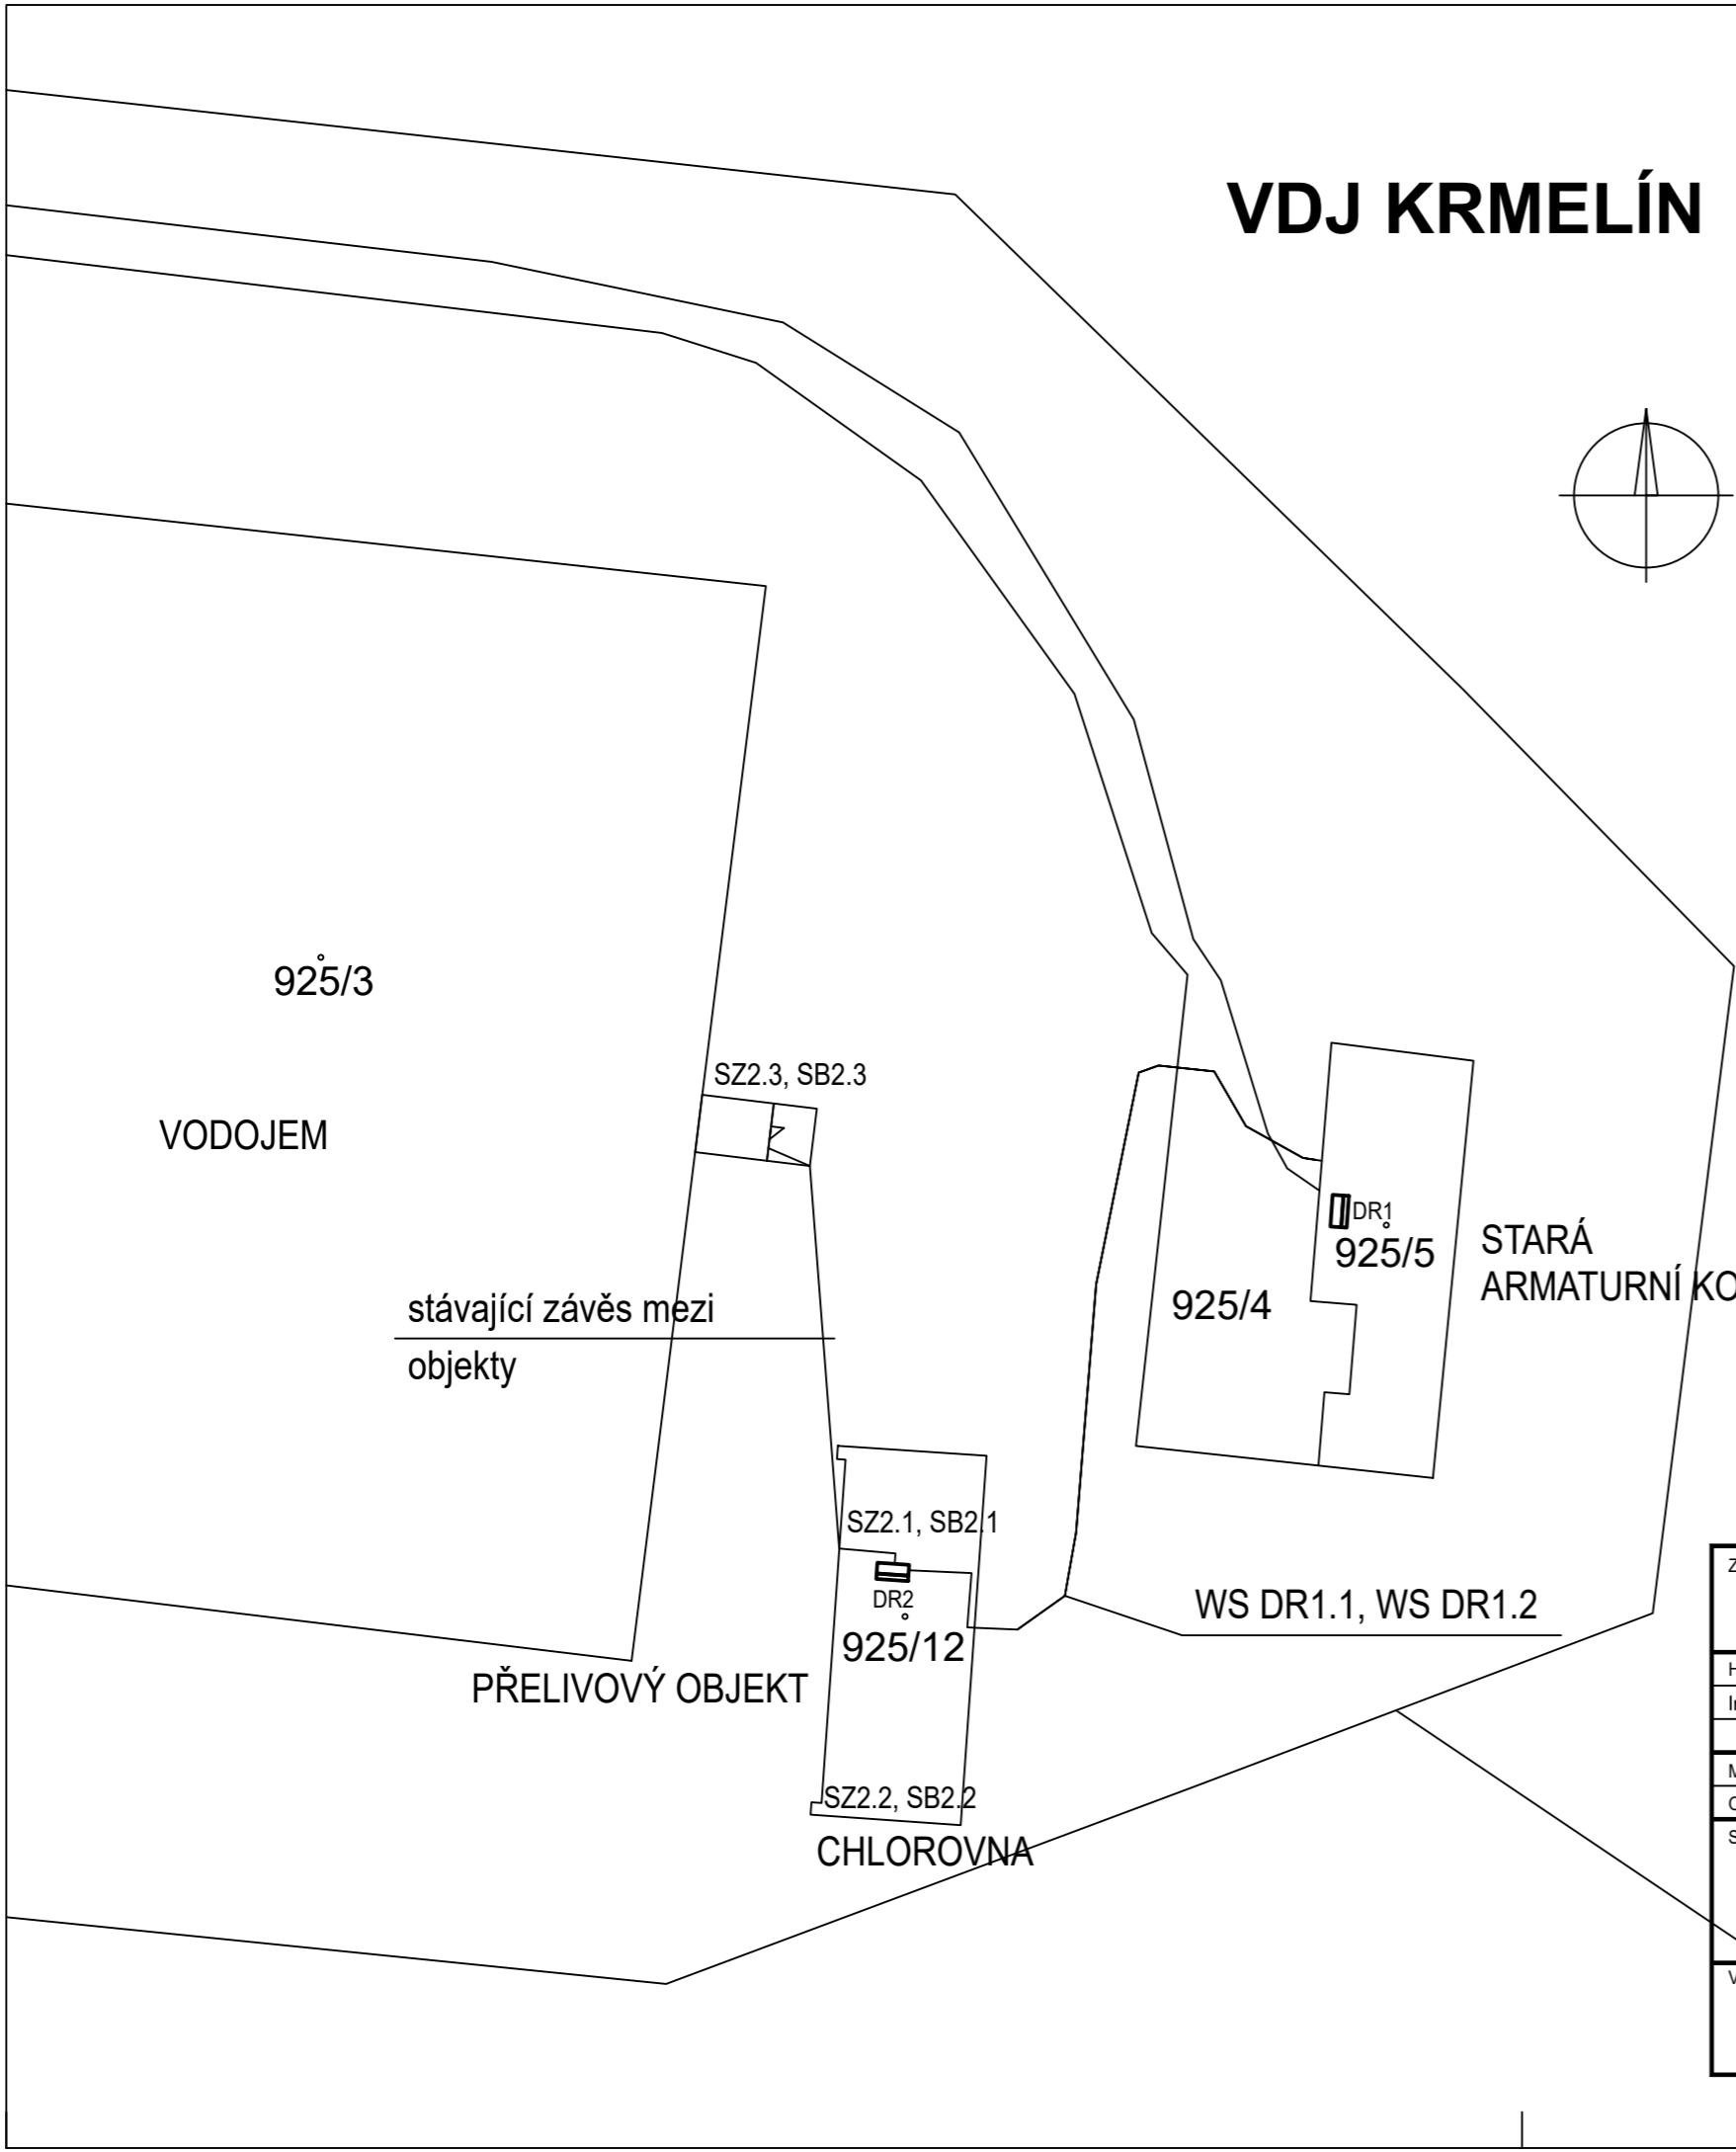 VDJ KRMELÍN
925/3
VODOJEM
SZ2.3, SB2.3
DR1
925/5
STARÁ
ARMATURNÍ KO
925/4
stávající závěs mezi
objekty
SZ2.1, SB2.1
DR2
925/12
WS DR1.1, WS DR1.2
PŘELIVOVÝ OBJEKT
SZ2.2, SB2.2
CHLOROVNA
Z
H
M
S
V